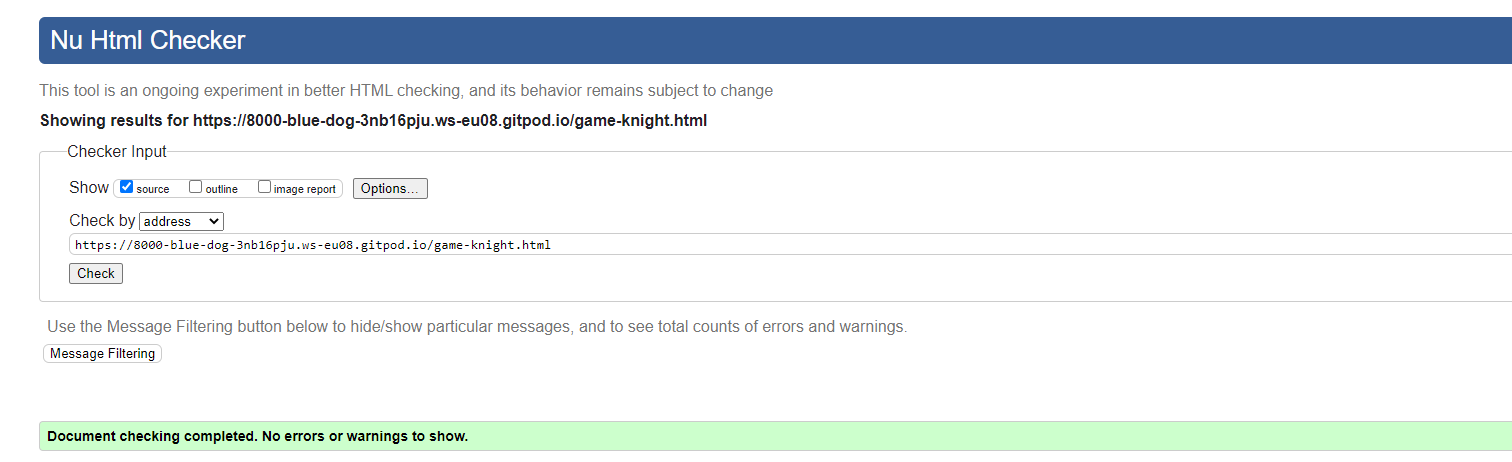 Nu Html Checker
This tool is an ongoing experiment in better HTML checking, and its behavior remains subject to change
Showing results for https://8000-blue-dog-3nb16pju.ws-eu08.gitpod.io/game-knight.html
Checker Input
Show source outline image report Options...
Check by address
https://8000-blue-dog-3nb16pju.ws-eu08.gitpod.io/game-knight.html
Check
Use the Message Filtering button below to hide/show particular messages, and to see total counts of errors and warnings.
Message Filtering
Document checking completed. No errors or warnings to show.